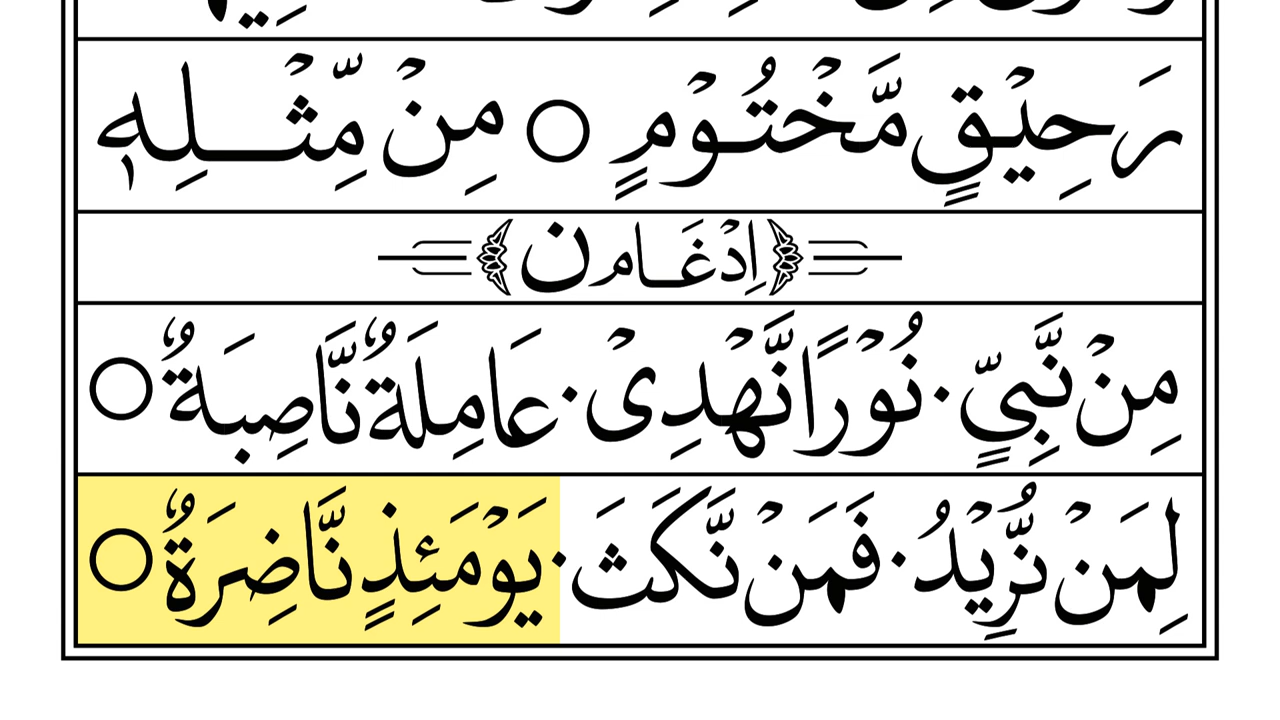 رَحِيْقٍ مَّخْتُوْمٍ ○ مِنْ مِّثْلِهٖ
اِدْغَام ن
مِنْ نَّبِيٍّ · نُوْرًا نَّهْدِىْ · عَامِلَةٌ نَّاصِبَةٌ ○
لِمَنْ نُّرِيْدُ · فَمَنْ نَّكَثَ · يَوْمَئِذٍ نَّاضِرَةٌ ○